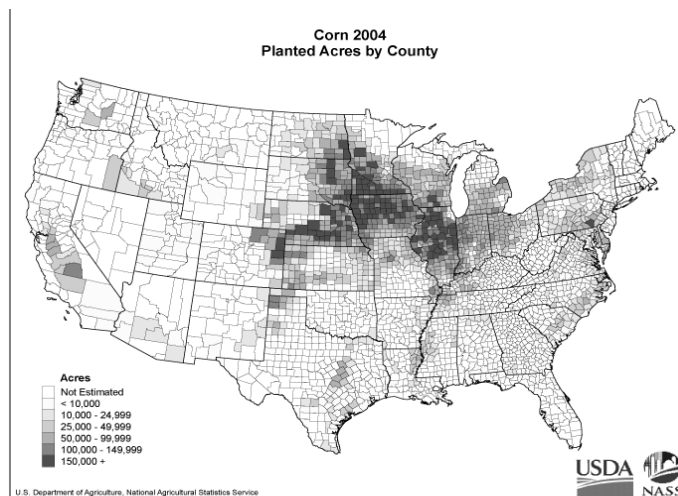 Corn 2004
Planted Acres by County
Acres
Not Estimated
< 10,000
10,000 - 24,999
25,000 - 49,999
50,000 - 99,999
100,000 - 149,999
150,000 +
USDA
NASS
U.S. Department of Agriculture, National Agricultural Statistics Service